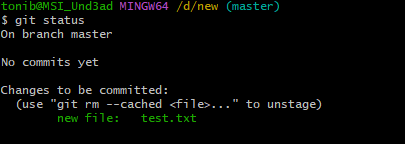 tonib@MSI_Und3ad MINGW64 /d/new (master)
$ git status
On branch master
No commits yet
Changes to be committed:
(use "git rm --cached <file>..." to unstage)
new file: test.txt